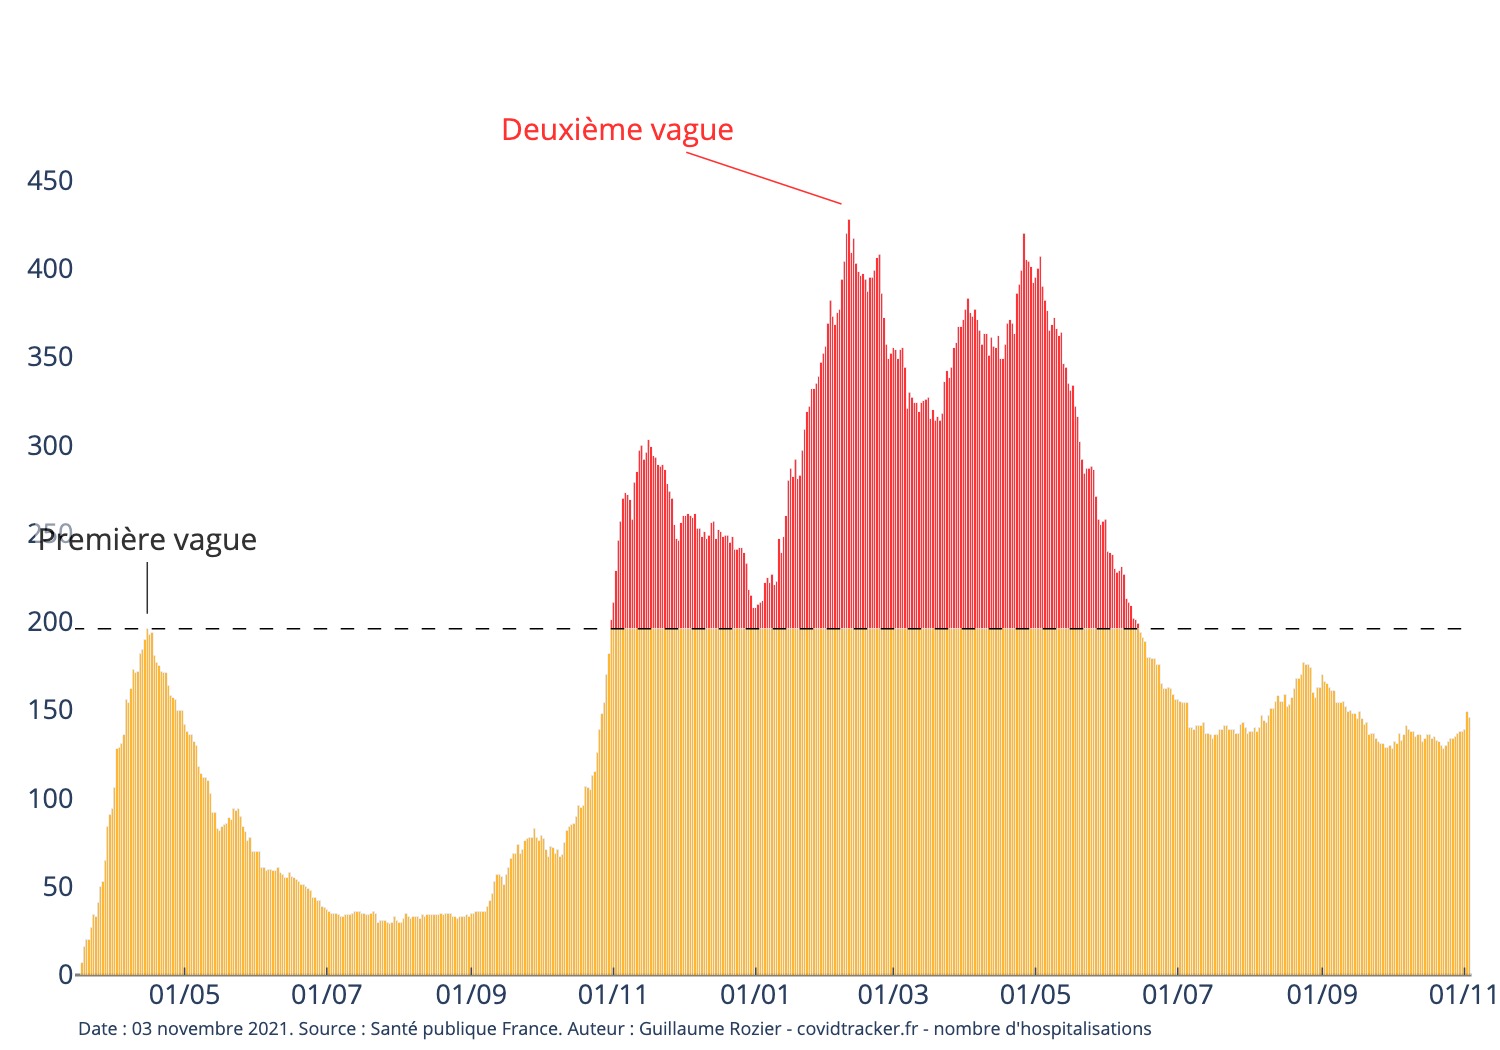 Deuxième vague
450
400
350
300
250
Première vague
200
150
100
50
0
01/05 01/07 01/09 01/11 01/01 01/03 01/05 01/07 01/09 01/11
Date : 03 novembre 2021. Source : Santé publique France. Auteur : Guillaume Rozier - covidtracker.fr - nombre d'hospitalisations